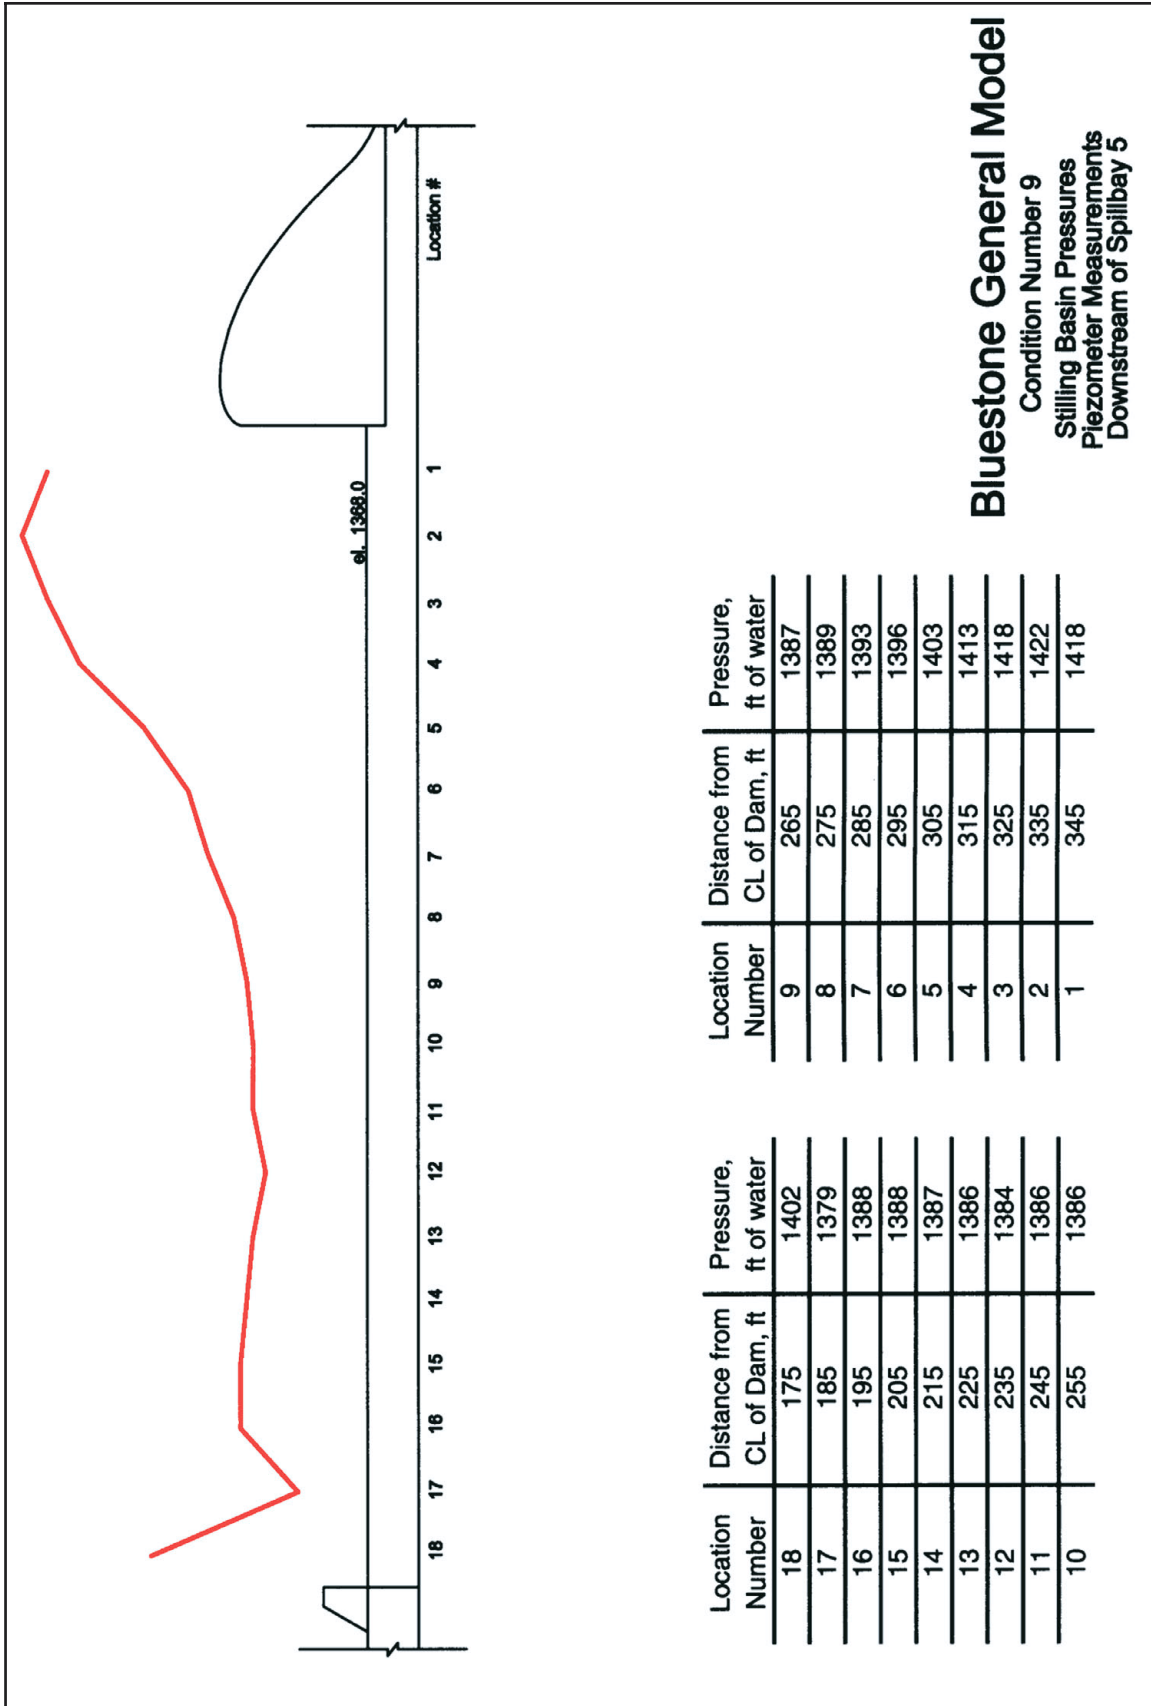 Location #
el. 1368.0
18 17 16 15 14 13 12 11 10 9 8 7 6 5 4 3 2 1
Location Number Distance from CL of Dam, ft Pressure, ft of water
18 175 1402
17 185 1379
16 195 1388
15 205 1388
14 215 1387
13 225 1386
12 235 1384
11 245 1386
10 255 1386
Location Number Distance from CL of Dam, ft Pressure, ft of water
9 265 1387
8 275 1389
7 285 1393
6 295 1396
5 305 1403
4 315 1413
3 325 1418
2 335 1422
1 345 1418
Bluestone General Model
Condition Number 9
Stilling Basin Pressures
Piezometer Measurements
Downstream of Spillbay 5